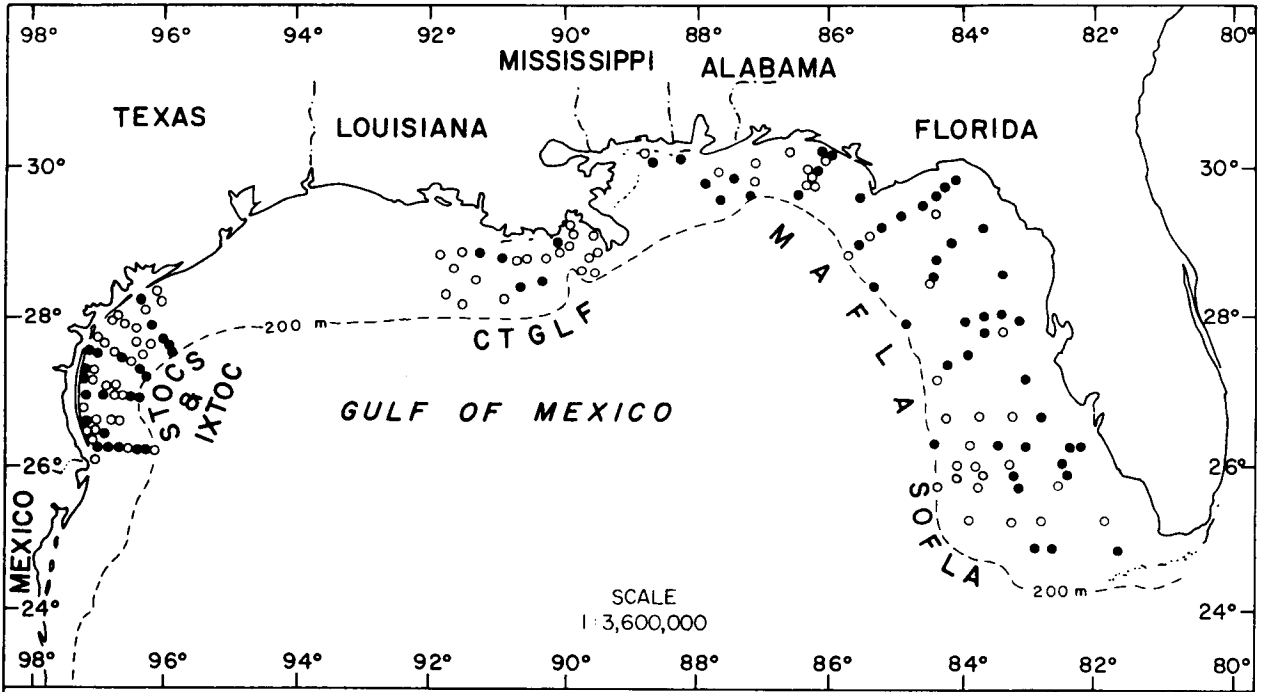 98° 96° 94° 92° 90° 88° 86° 84° 82° 80°
MISSISSIPPI ALABAMA
TEXAS LOUISIANA FLORIDA
30° 30°
28° 28°
200 m
CTGLF
MAFLA
STOCS
&
IXTOC
GULF OF MEXICO
26° 26°
SOFLA
MEXICO
200 m
SCALE
1:3,600,000
24° 24°
98° 96° 94° 92° 90° 88° 86° 84° 82° 80°